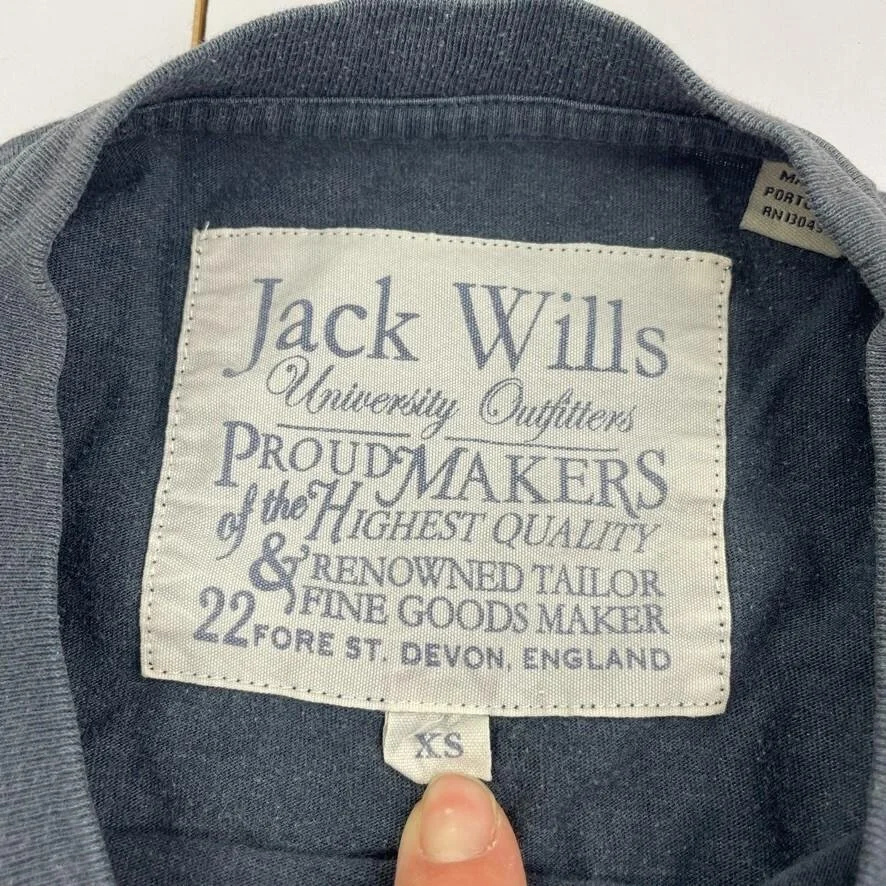 Jack Wills
University Outfitters
PROUD MAKERS
of the HIGHEST QUALITY
& RENOWNED TAILOR
FINE GOODS MAKER
22 FORE ST. DEVON, ENGLAND
XS